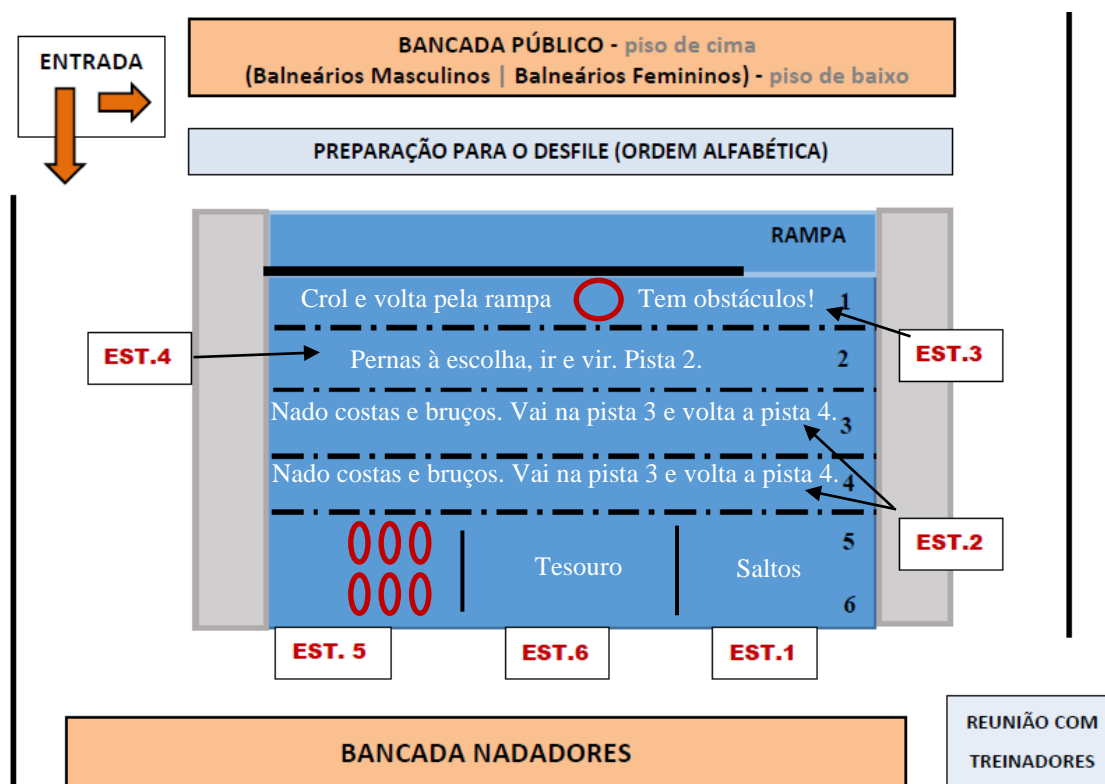 ENTRADA
BANCADA PÚBLICO - piso de cima
(Balneários Masculinos | Balneários Femininos) - piso de baixo
PREPARAÇÃO PARA O DESFILE (ORDEM ALFABÉTICA)
RAMPA
Crol e volta pela rampa Tem obstáculos! 1
EST.3
EST.4
Pernas à escolha, ir e vir. Pista 2. 2
Nado costas e bruços. Vai na pista 3 e volta a pista 4. 3
Nado costas e bruços. Vai na pista 3 e volta a pista 4. 4
EST.2
5
Tesouro
Saltos
6
EST. 5
EST.6
EST.1
BANCADA NADADORES
REUNIÃO COM
TREINADORES